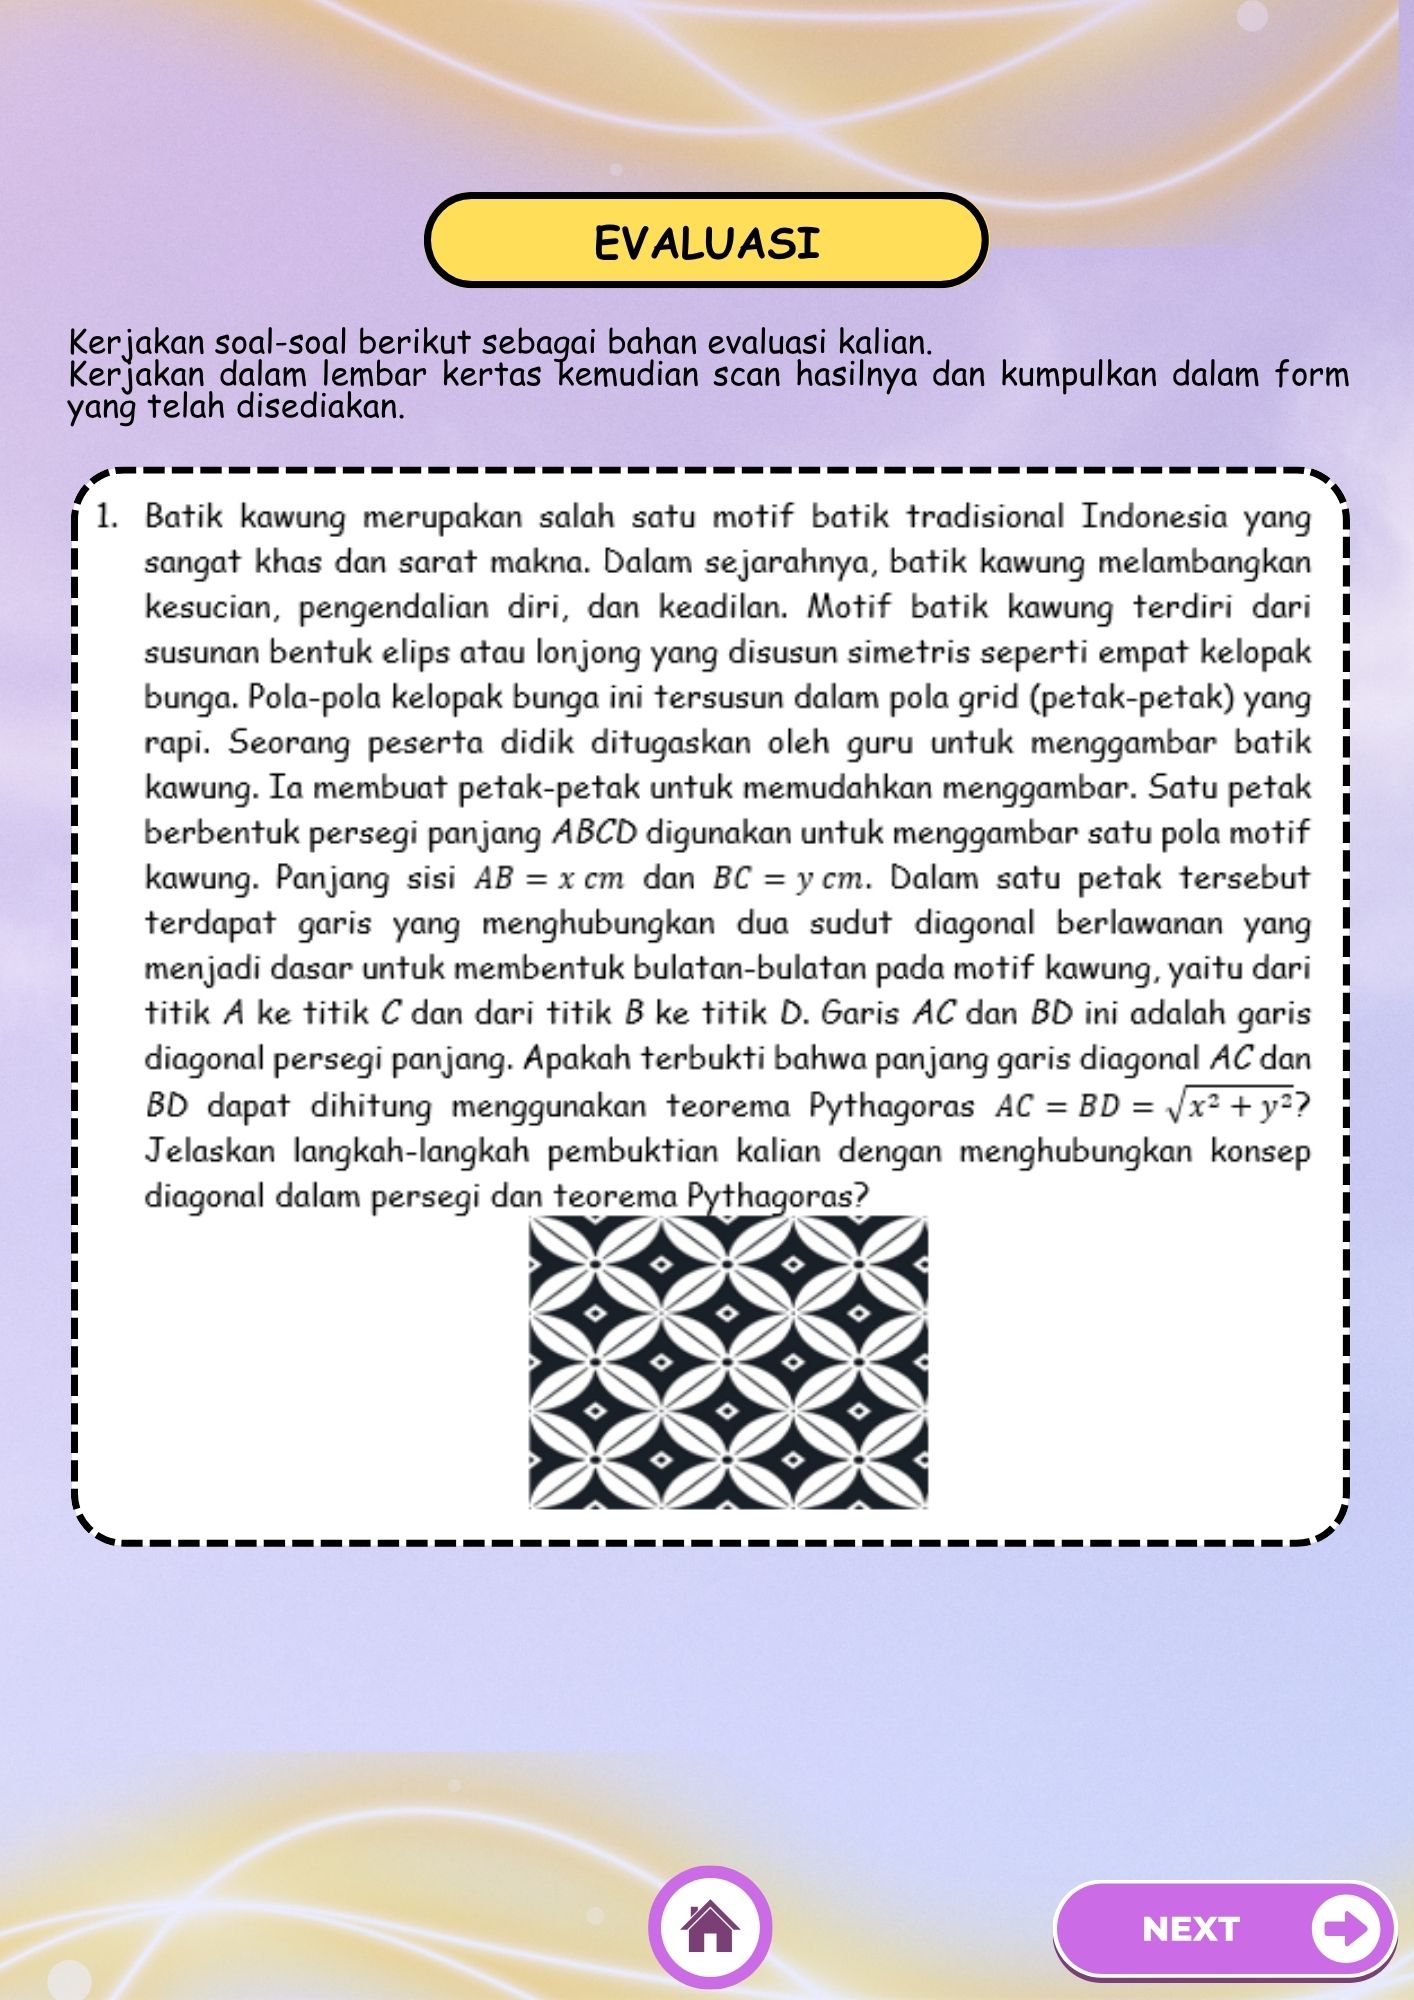 EVALUASI
Kerjakan soal-soal berikut sebagai bahan evaluasi kalian.
Kerjakan dalam lembar kertas kemudian scan hasilnya dan kumpulkan dalam form
yang telah disediakan.
1. Batik kawung merupakan salah satu motif batik tradisional Indonesia yang
sangat khas dan sarat makna. Dalam sejarahnya, batik kawung melambangkan
kesucian, pengendalian diri, dan keadilan. Motif batik kawung terdiri dari
susunan bentuk elips atau lonjong yang disusun simetris seperti empat kelopak
bunga. Pola-pola kelopak bunga ini tersusun dalam pola grid (petak-petak) yang
rapi. Seorang peserta didik ditugaskan oleh guru untuk menggambar batik
kawung. Ia membuat petak-petak untuk memudahkan menggambar. Satu petak
berbentuk persegi panjang ABCD digunakan untuk menggambar satu pola motif
kawung. Panjang sisi AB = x cm dan BC = y cm. Dalam satu petak tersebut
terdapat garis yang menghubungkan dua sudut diagonal berlawanan yang
menjadi dasar untuk membentuk bulatan-bulatan pada motif kawung, yaitu dari
titik A ke titik C dan dari titik B ke titik D. Garis AC dan BD ini adalah garis
diagonal persegi panjang. Apakah terbukti bahwa panjang garis diagonal AC dan
BD dapat dihitung menggunakan teorema Pythagoras AC = BD = √x² + y²?
Jelaskan langkah-langkah pembuktian kalian dengan menghubungkan konsep
diagonal dalam persegi dan teorema Pythagoras?
NEXT